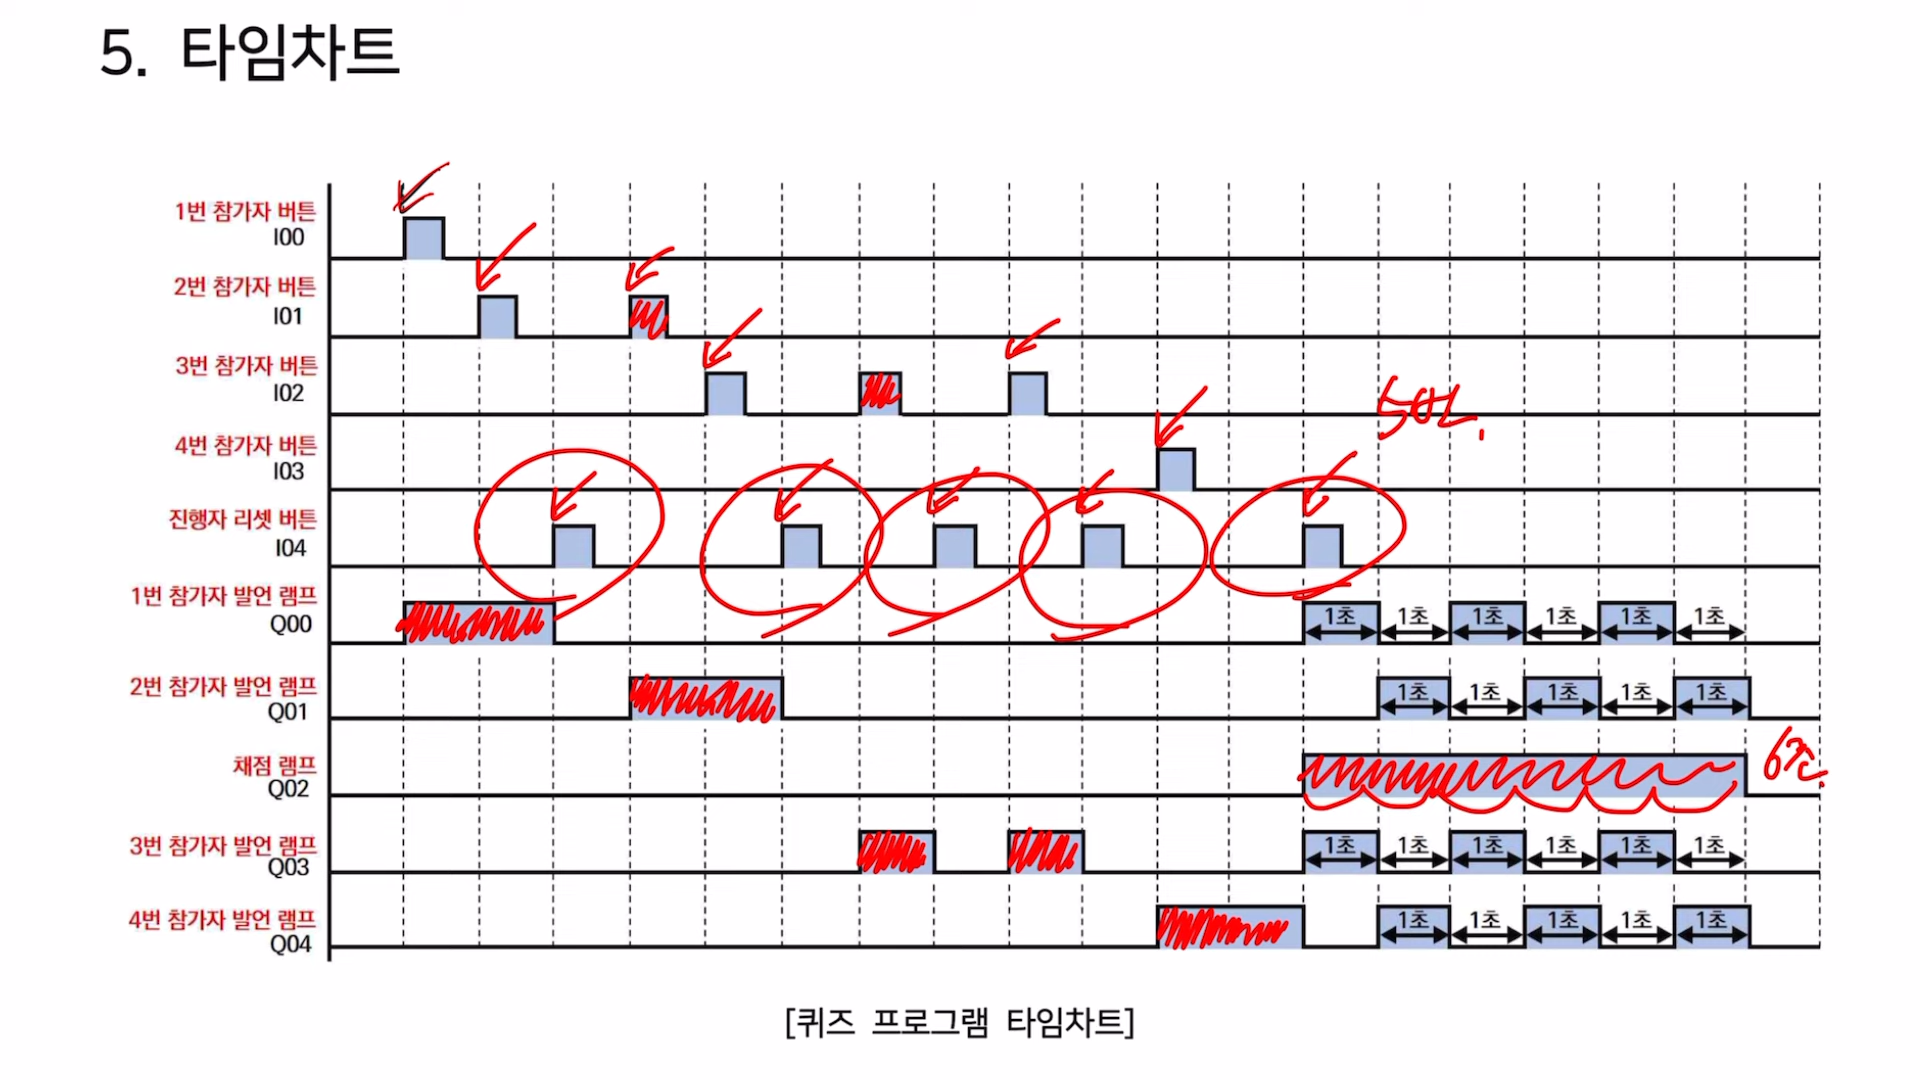 5. 타임차트
1번 참가자 버튼
I00
2번 참가자 버튼
I01
3번 참가자 버튼
I02
4번 참가자 버튼
I03
진행자 리셋 버튼
I04
1번 참가자 발언 램프
Q00
1초 1초 1초 1초 1초 1초
2번 참가자 발언 램프
Q01
1초 1초 1초 1초 1초
채점 램프
Q02
6초.
3번 참가자 발언 램프
Q03
1초 1초 1초 1초 1초 1초
4번 참가자 발언 램프
Q04
1초 1초 1초 1초 1초
[퀴즈 프로그램 타임차트]